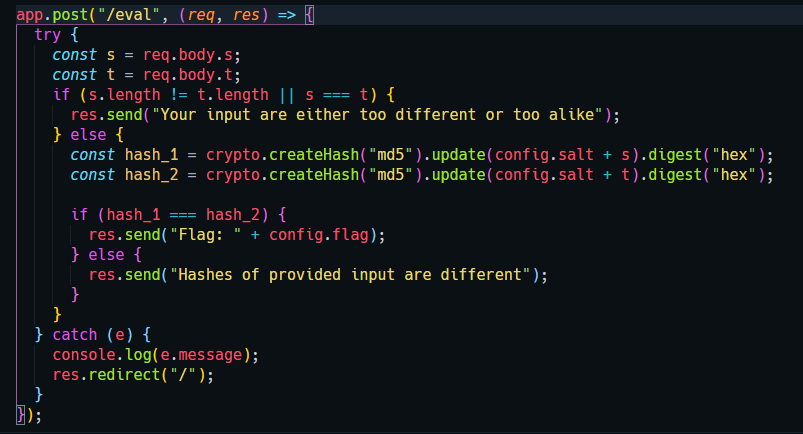 app.post("/eval", (req, res) => {
  try {
    const s = req.body.s;
    const t = req.body.t;
    if (s.length != t.length || s === t) {
      res.send("Your input are either too different or too alike");
    } else {
      const hash_1 = crypto.createHash("md5").update(config.salt + s).digest("hex");
      const hash_2 = crypto.createHash("md5").update(config.salt + t).digest("hex");

      if (hash_1 === hash_2) {
        res.send("Flag: " + config.flag);
      } else {
        res.send("Hashes of provided input are different");
      }
    }
  } catch (e) {
    console.log(e.message);
    res.redirect("/");
  }
});